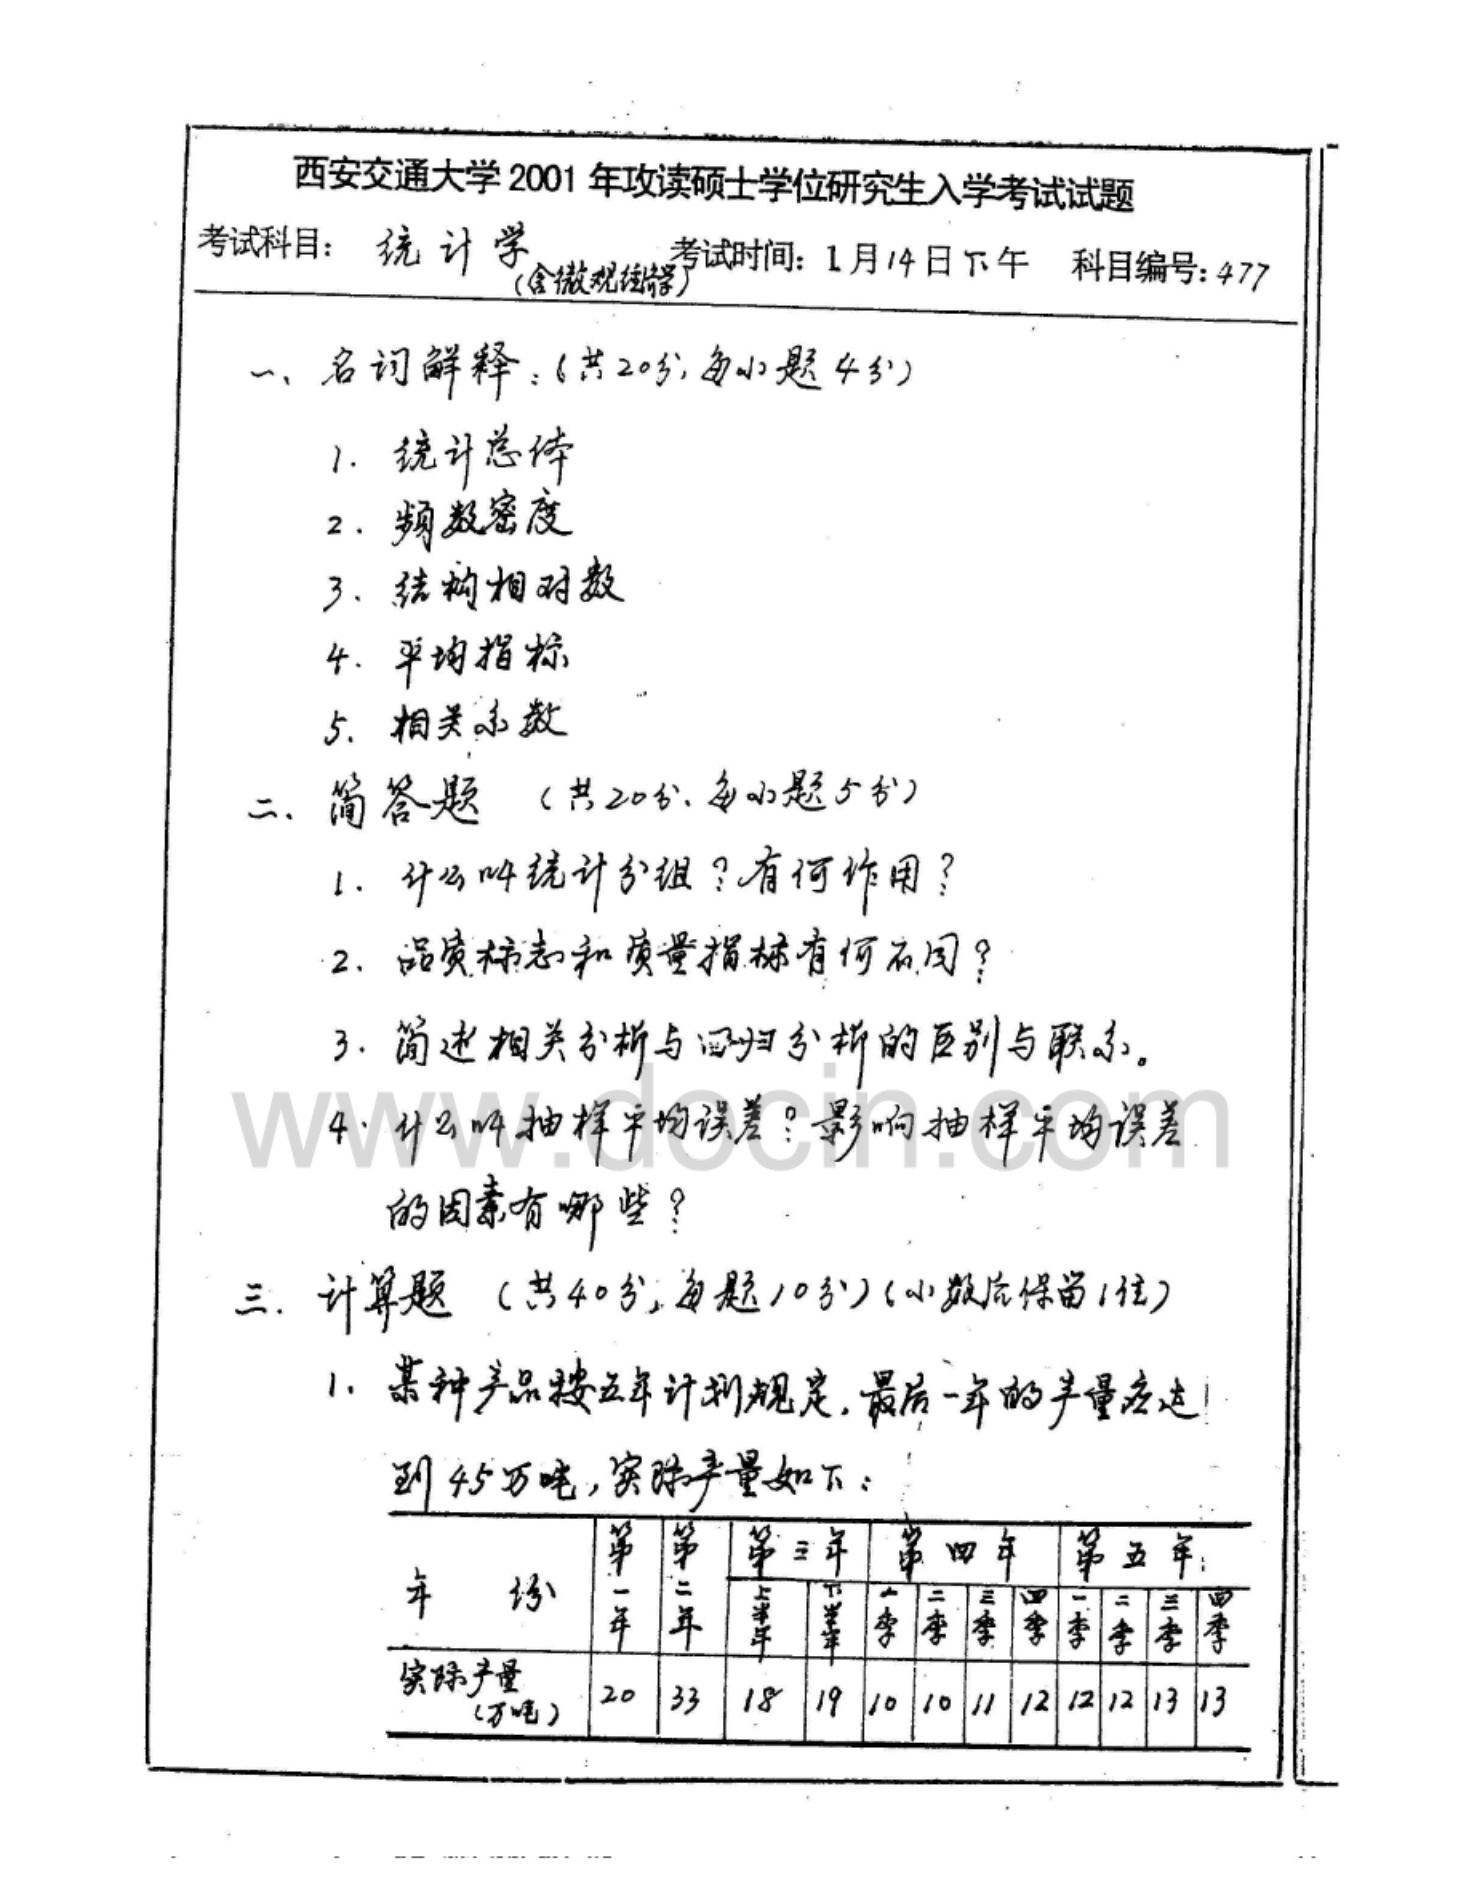 西安交通大学 2001 年攻读硕士学位研究生入学考试试题
考试科目： 统计学 考试时间：1月14日下午 科目编号：477
（含微观经济学）
一、名词解释：（共20分，每小题4分）
1. 统计总体
2. 频数密度
3. 结构相对数
4. 平均指标
5. 相关系数
二、简答题 （共20分、每小题5分）
1. 什么叫统计分组？有何作用？
2. 品质标志和质量指标有何不同？
3. 简述相关分析与回归分析的区别与联系。
4. 什么叫抽样平均误差？影响抽样平均误差
的因素有哪些？
www.docin.com
三、计算题 （共40分，每题10分）（小数后保留1位）
1. 某种产品按五年计划规定，最后一年的产量应达
到45万吨，实际产量如下：
年 份 第一年 第二年 第三年 第四年 第五年
上半年 下半年 一季 二季 三季 四季 一季 二季 三季 四季
实际产量（万吨） 20 33 18 19 10 10 11 12 12 12 13 13